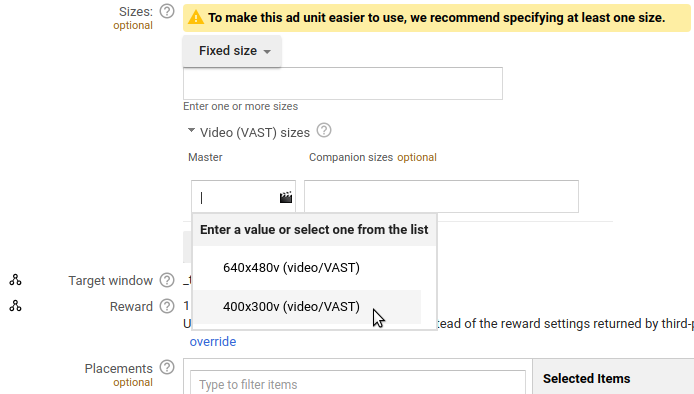 Sizes:
optional
To make this ad unit easier to use, we recommend specifying at least one size.
Fixed size
Enter one or more sizes
Video (VAST) sizes
Master
Companion sizes optional
Enter a value or select one from the list
640x480v (video/VAST)
Target window
400x300v (video/VAST)
Reward
1
U
tead of the reward settings returned by third-p
override
Placements
optional
Type to filter items
Selected Items